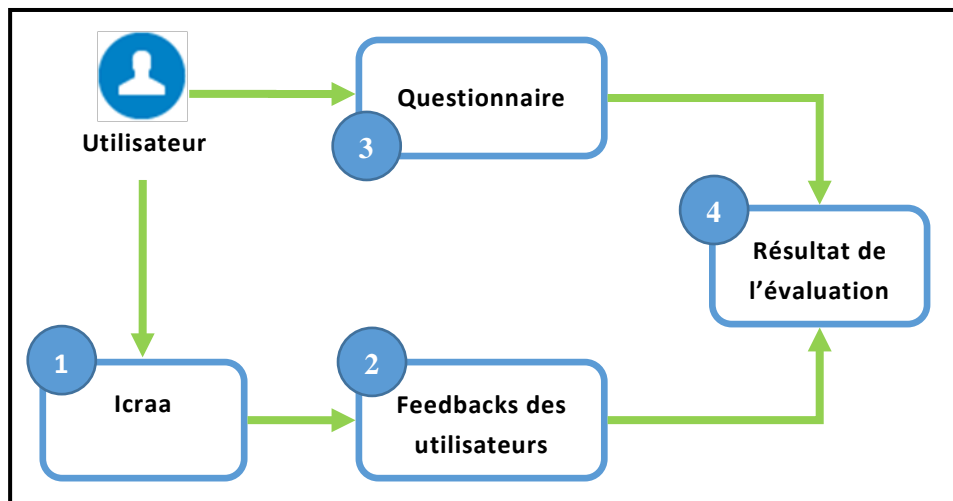 Utilisateur
Questionnaire
3
4
Résultat de
l’évaluation
1
Icraa
2
Feedbacks des
utilisateurs